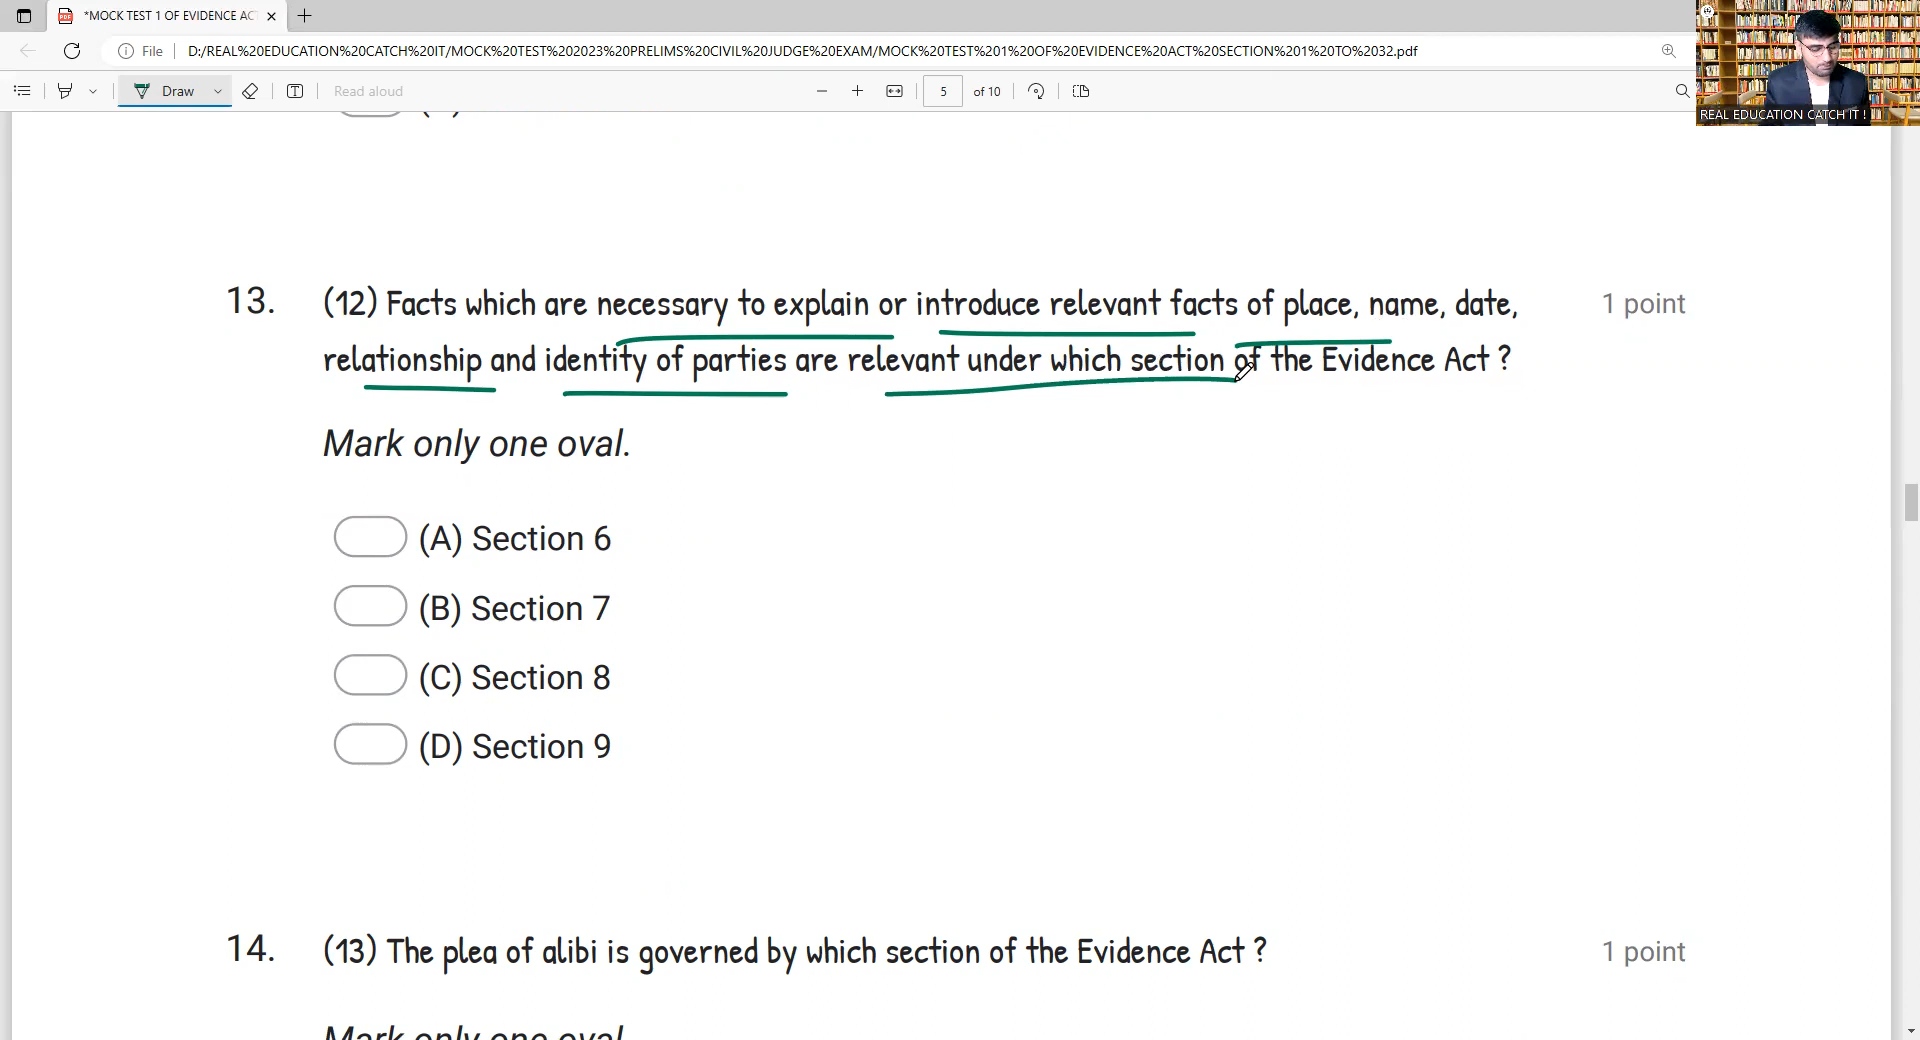 *MOCK TEST 1 OF EVIDENCE AC
File
D:/REAL%20EDUCATION%20CATCH%20IT/MOCK%20TEST%202023%20PRELIMS%20CIVIL%20JUDGE%20EXAM/MOCK%20TEST%201%20OF%20EVIDENCE%20ACT%20SECTION%201%20TO%2032.pdf
Draw
Read aloud
5 of 10
REAL EDUCATION CATCH IT !
13. (12) Facts which are necessary to explain or introduce relevant facts of place, name, date, 1 point
relationship and identity of parties are relevant under which section of the Evidence Act ?
Mark only one oval.
(A) Section 6
(B) Section 7
(C) Section 8
(D) Section 9
14. (13) The plea of alibi is governed by which section of the Evidence Act ? 1 point
Mark only one oval.